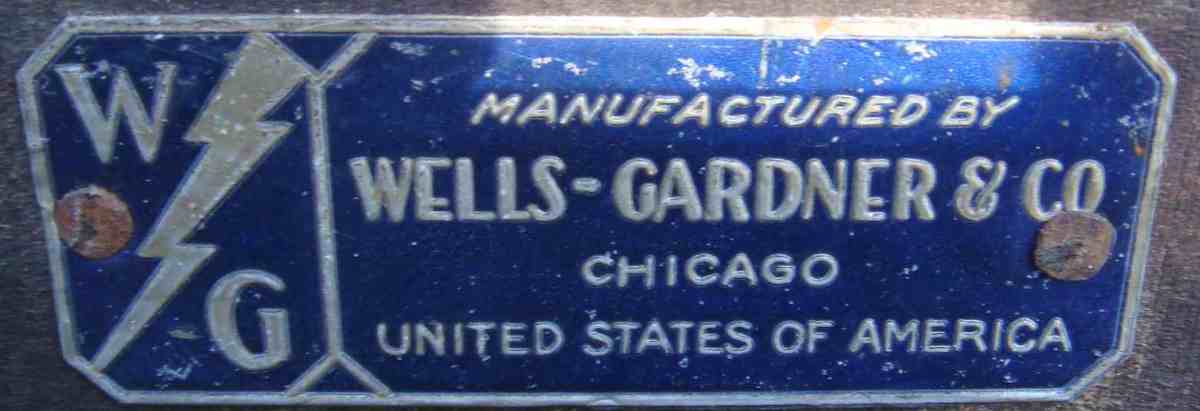 W
G
MANUFACTURED BY
WELLS-GARDNER & CO
CHICAGO
UNITED STATES OF AMERICA